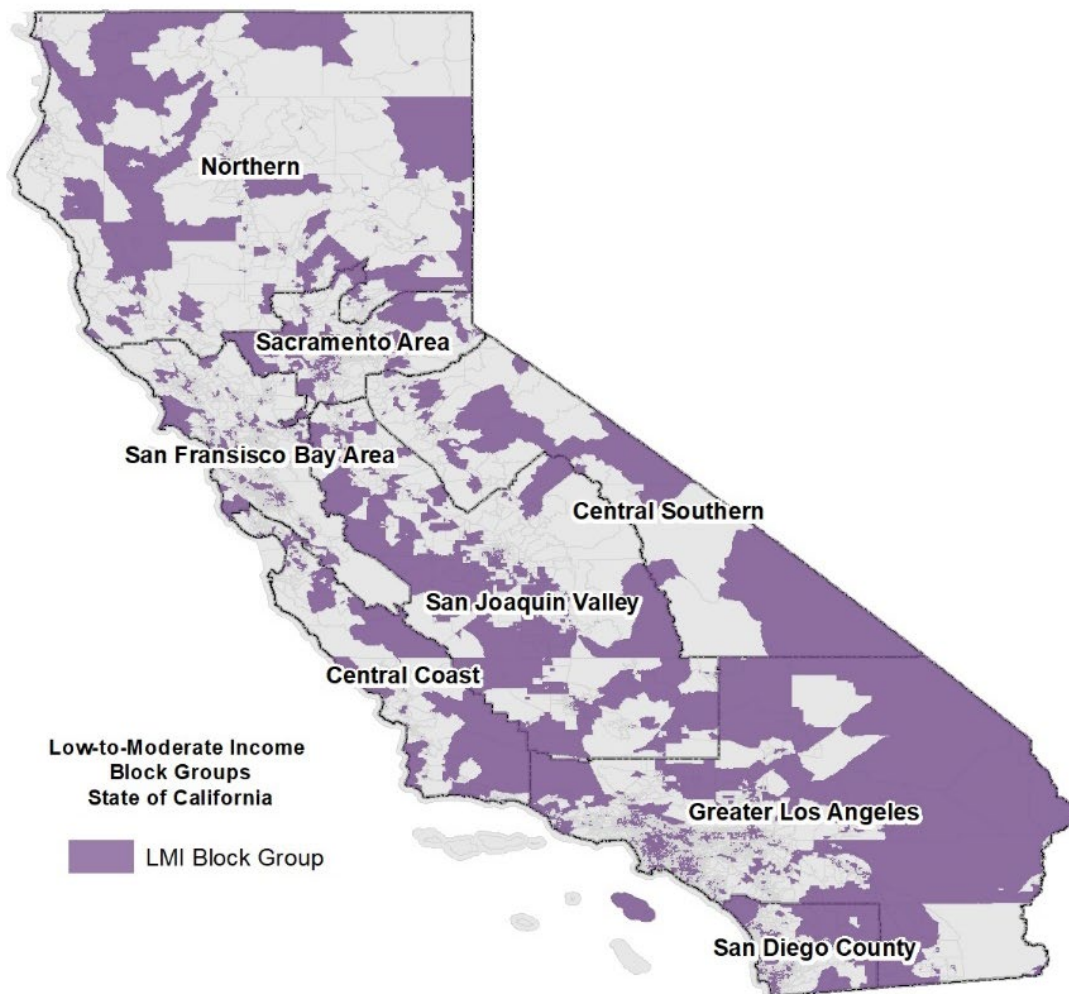 Northern
Sacramento Area
San Fransisco Bay Area
Central Southern
San Joaquin Valley
Central Coast
Low-to-Moderate Income
Block Groups
State of California
LMI Block Group
Greater Los Angeles
San Diego County